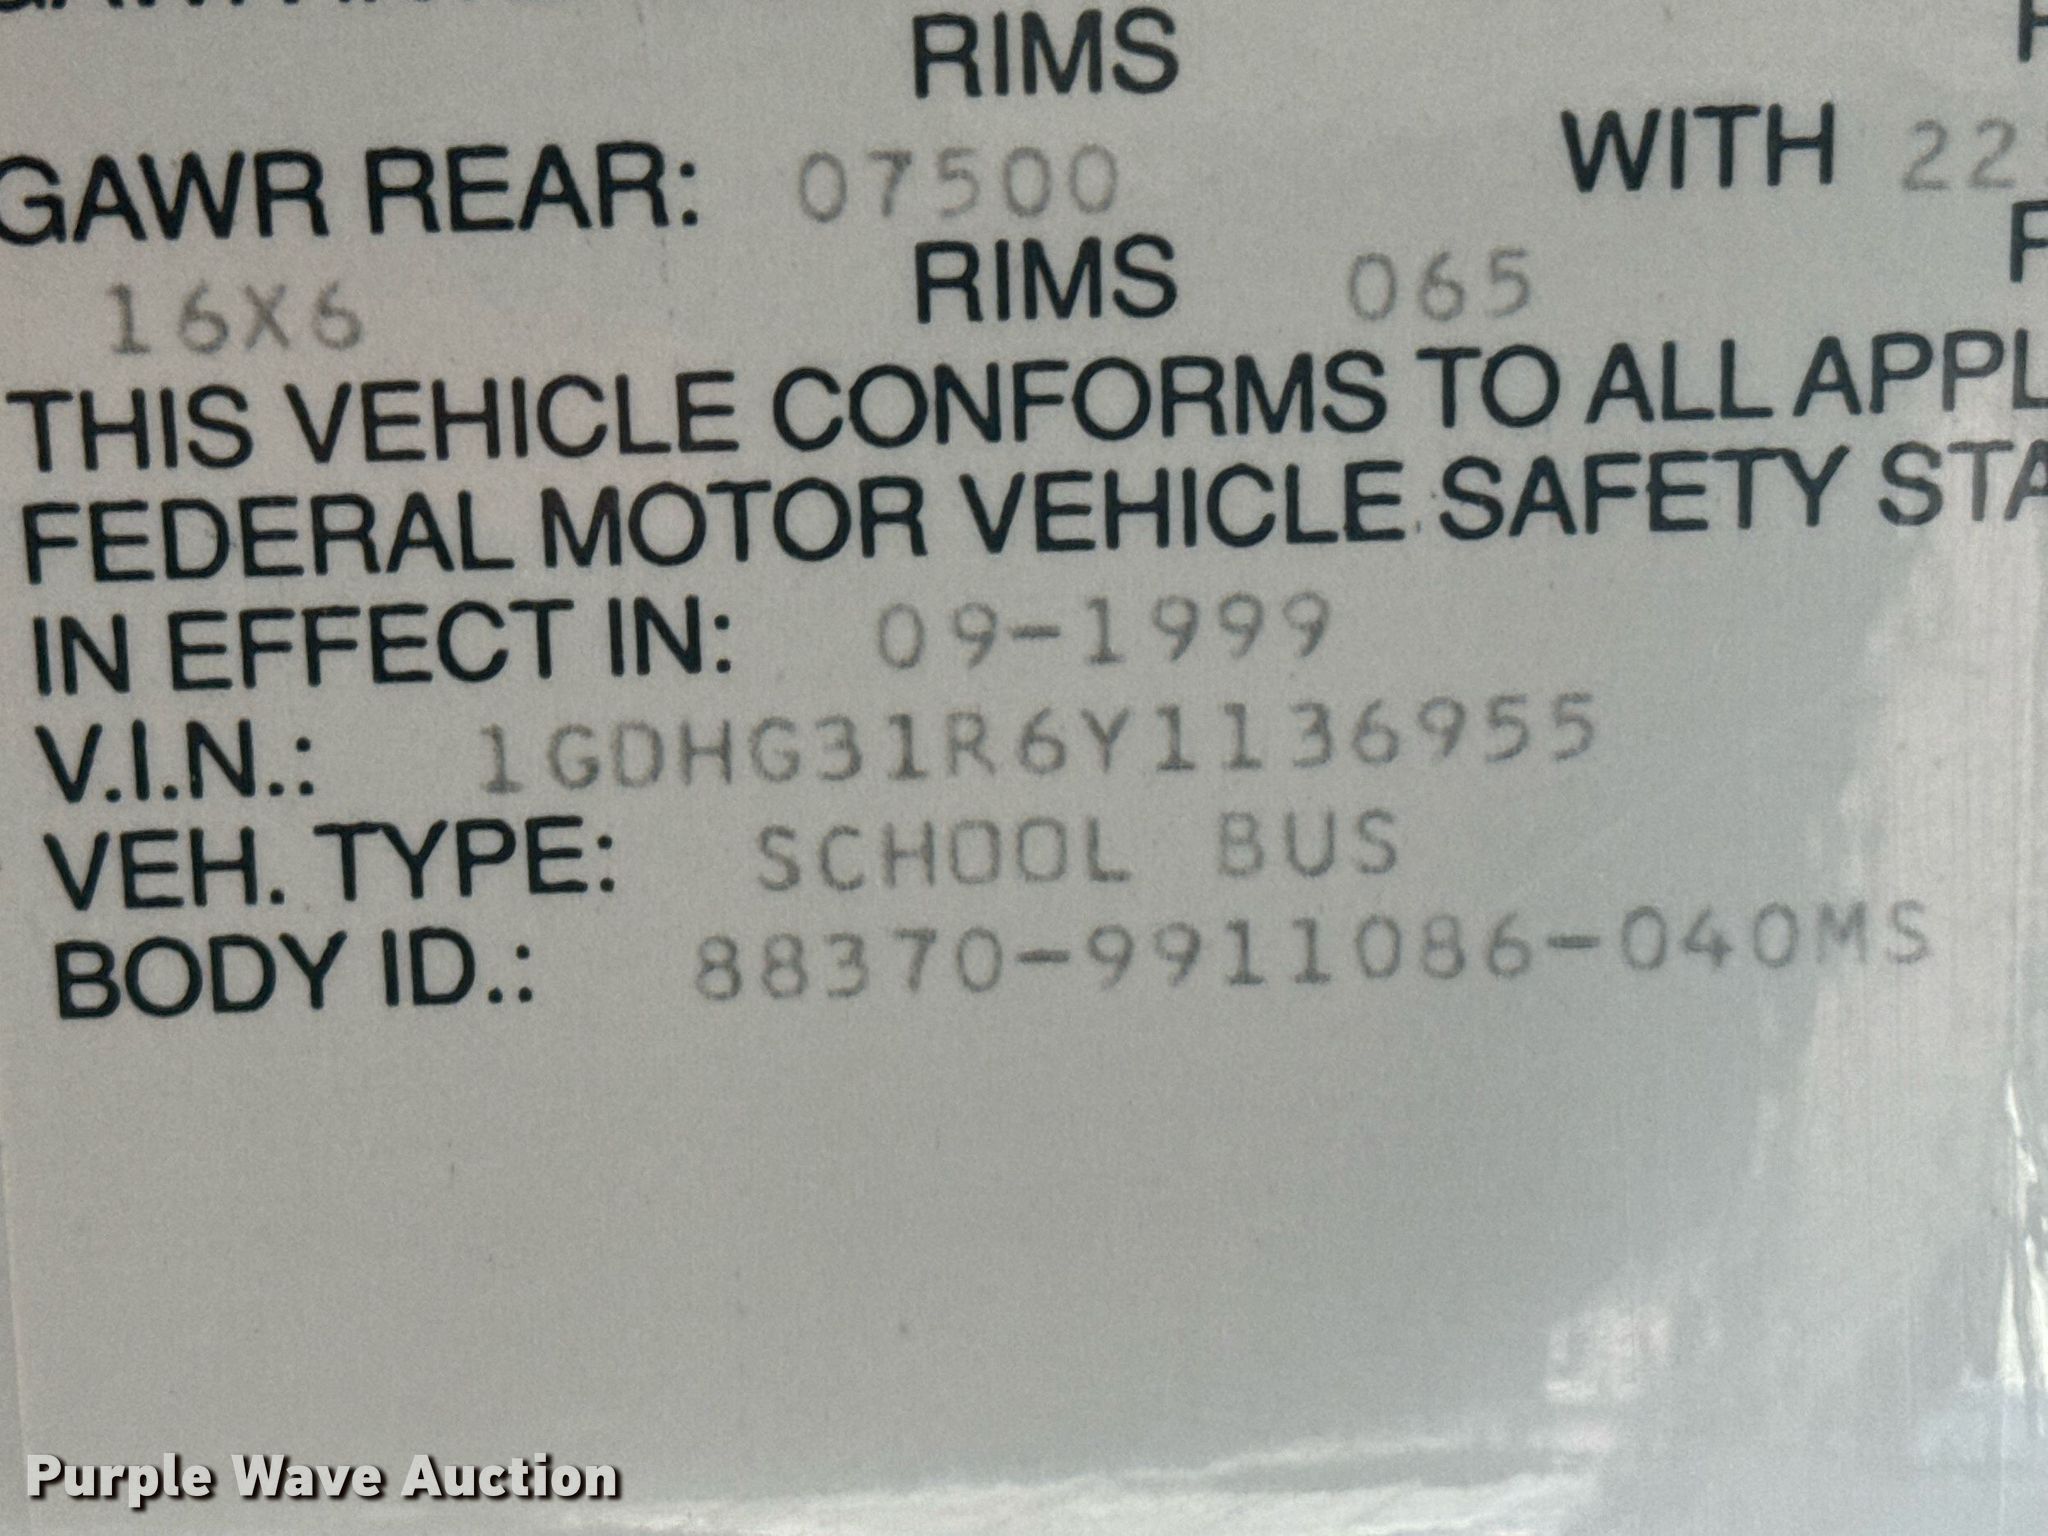 RIMS
GAWR REAR: 07500 WITH 22
16X6 RIMS 065
THIS VEHICLE CONFORMS TO ALL APPL
FEDERAL MOTOR VEHICLE SAFETY STA
IN EFFECT IN: 09-1999
V.I.N.: 1GDHG31R6Y1136955
VEH. TYPE: SCHOOL BUS
BODY ID.: 88370-9911086-040MS
Purple Wave Auction